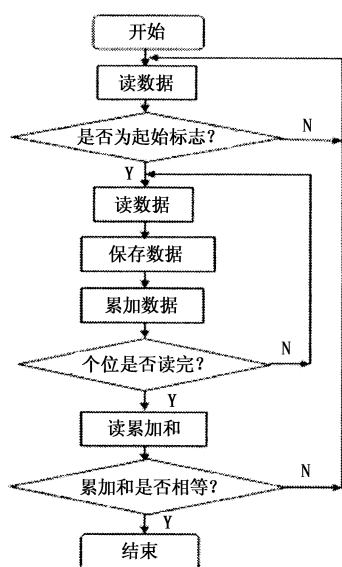 开始
读数据
是否为起始标志?
N
Y
读数据
保存数据
累加数据
个位是否读完?
N
Y
读累加和
累加和是否相等?
N
Y
结束